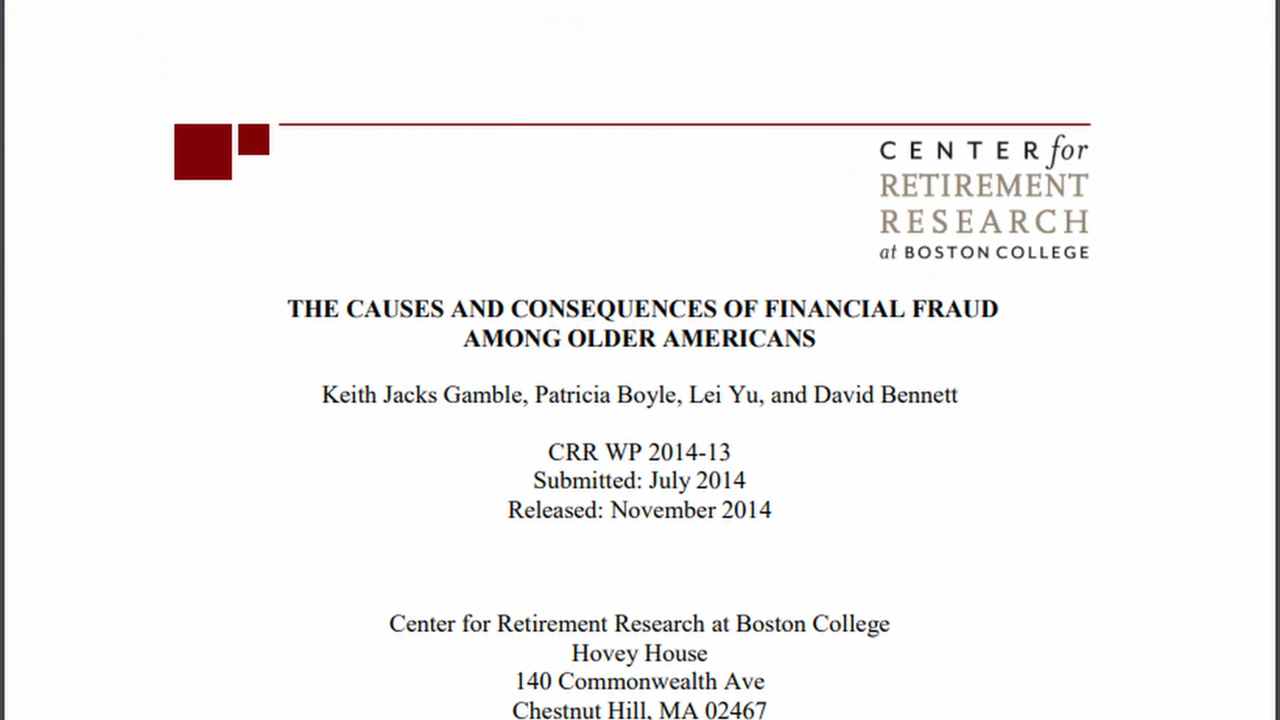 CENTER for
RETIREMENT
RESEARCH
at BOSTON COLLEGE
THE CAUSES AND CONSEQUENCES OF FINANCIAL FRAUD
AMONG OLDER AMERICANS
Keith Jacks Gamble, Patricia Boyle, Lei Yu, and David Bennett
CRR WP 2014-13
Submitted: July 2014
Released: November 2014
Center for Retirement Research at Boston College
Hovey House
140 Commonwealth Ave
Chestnut Hill, MA 02467